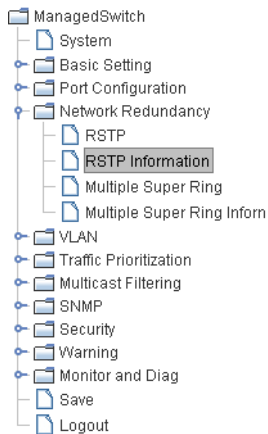 ManagedSwitch
System
Basic Setting
Port Configuration
Network Redundancy
RSTP
RSTP Information
Multiple Super Ring
Multiple Super Ring Inforn
VLAN
Traffic Prioritization
Multicast Filtering
SNMP
Security
Warning
Monitor and Diag
Save
Logout